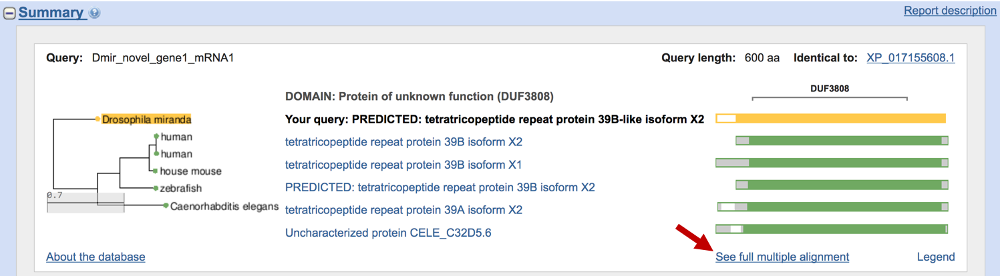 Summary ?
Report description
Query: Dmir_novel_gene1_mRNA1 Query length: 600 aa Identical to: XP_017155608.1
DUF3808
DOMAIN: Protein of unknown function (DUF3808)
Drosophila miranda Your query: PREDICTED: tetratricopeptide repeat protein 39B-like isoform X2
human tetratricopeptide repeat protein 39B isoform X2
human tetratricopeptide repeat protein 39B isoform X1
house mouse PREDICTED: tetratricopeptide repeat protein 39B isoform X2
zebrafish tetratricopeptide repeat protein 39A isoform X2
0.7
Caenorhabditis elegans Uncharacterized protein CELE_C32D5.6
About the database See full multiple alignment Legend